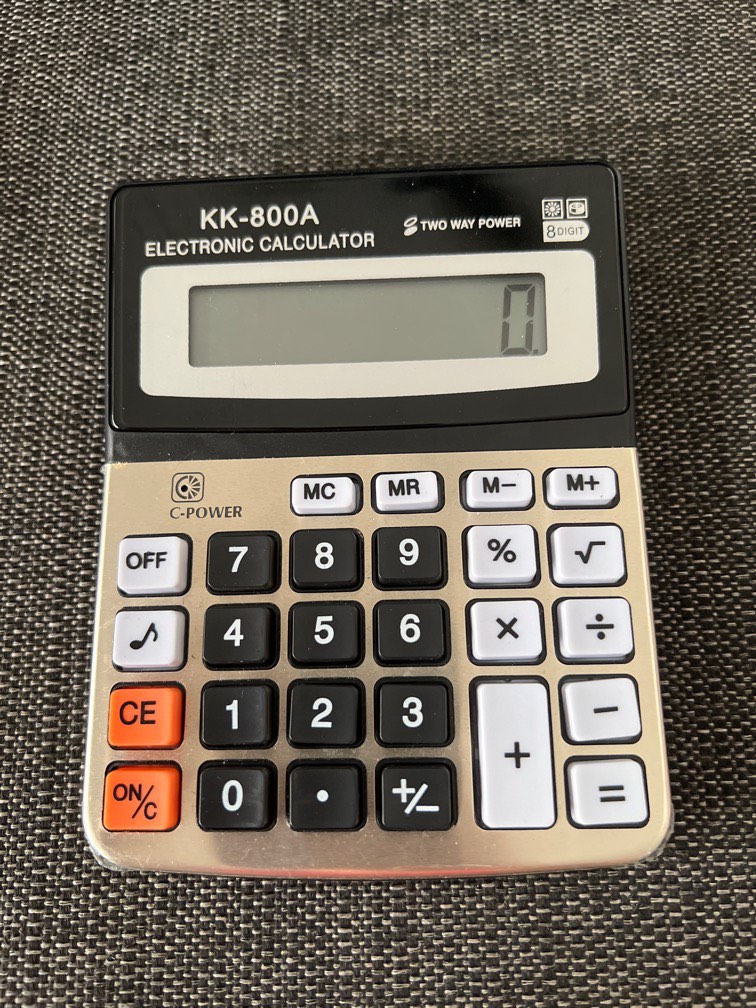 KK-800A
ELECTRONIC CALCULATOR
TWO WAY POWER
8 DIGIT
0.
C-POWER
MC MR M− M+
OFF 7 8 9 % √
♪ 4 5 6 × ÷
CE 1 2 3 + −
ON/C 0 . +/− =